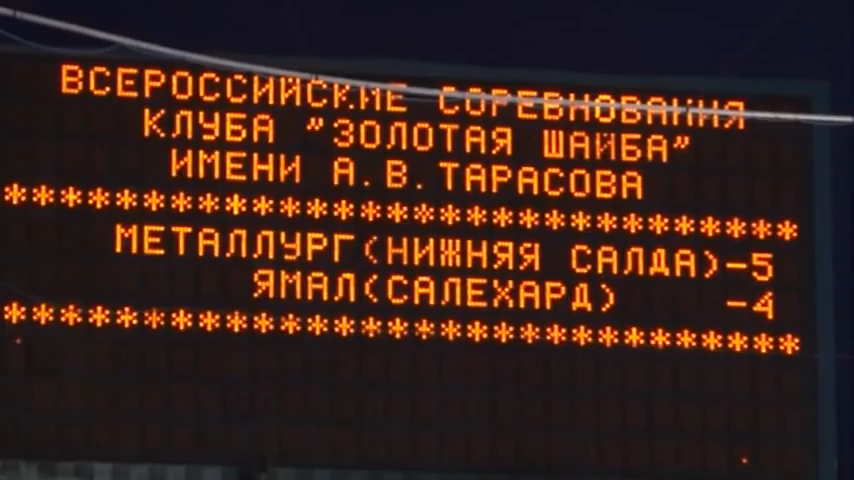 ВСЕРОССИЙСКИЕ СОРЕВНОВАНИЯ
КЛУБА "ЗОЛОТАЯ ШАЙБА"
ИМЕНИ А.В.ТАРАСОВА
******************************
МЕТАЛЛУРГ(НИЖНЯЯ САЛДА)-5
ЯМАЛ(САЛЕХАРД) -4
******************************